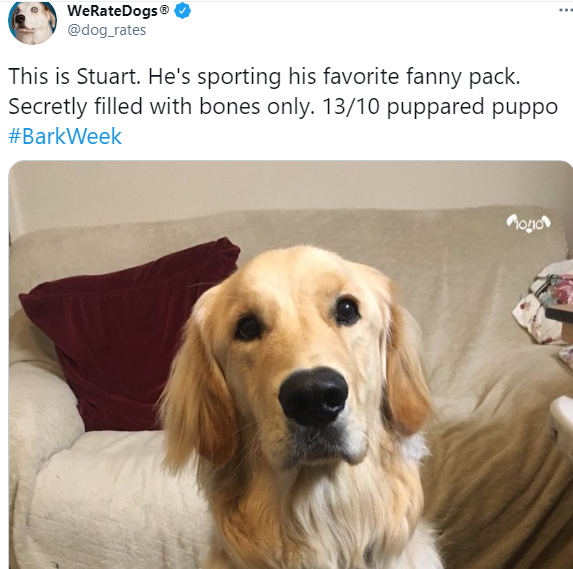 WeRateDogs®
@dog_rates
This is Stuart. He's sporting his favorite fanny pack.
Secretly filled with bones only. 13/10 puppared puppo
#BarkWeek
10/10